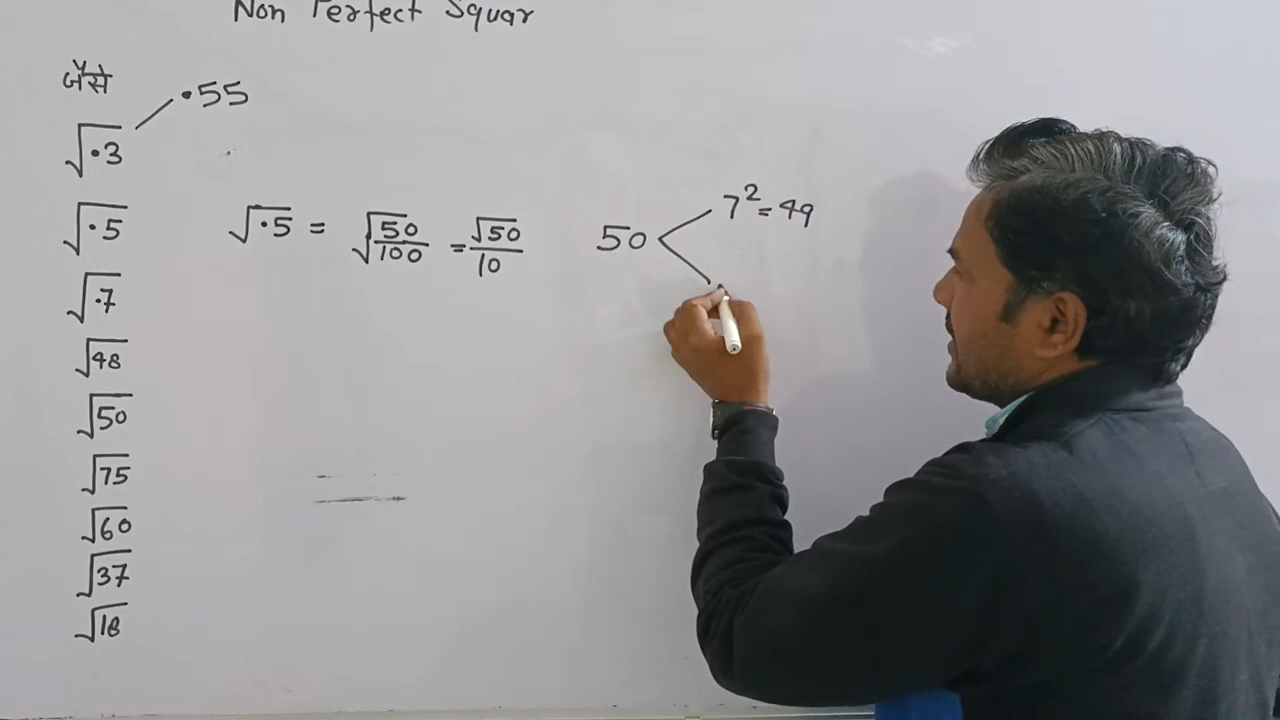 Non Perfect Squar
जैसे
√·3 ·55
√·5
√·5 = √50/100 = √50/10
50 7² = 49
√·7
√48
√50
√75
√60
√37
√18